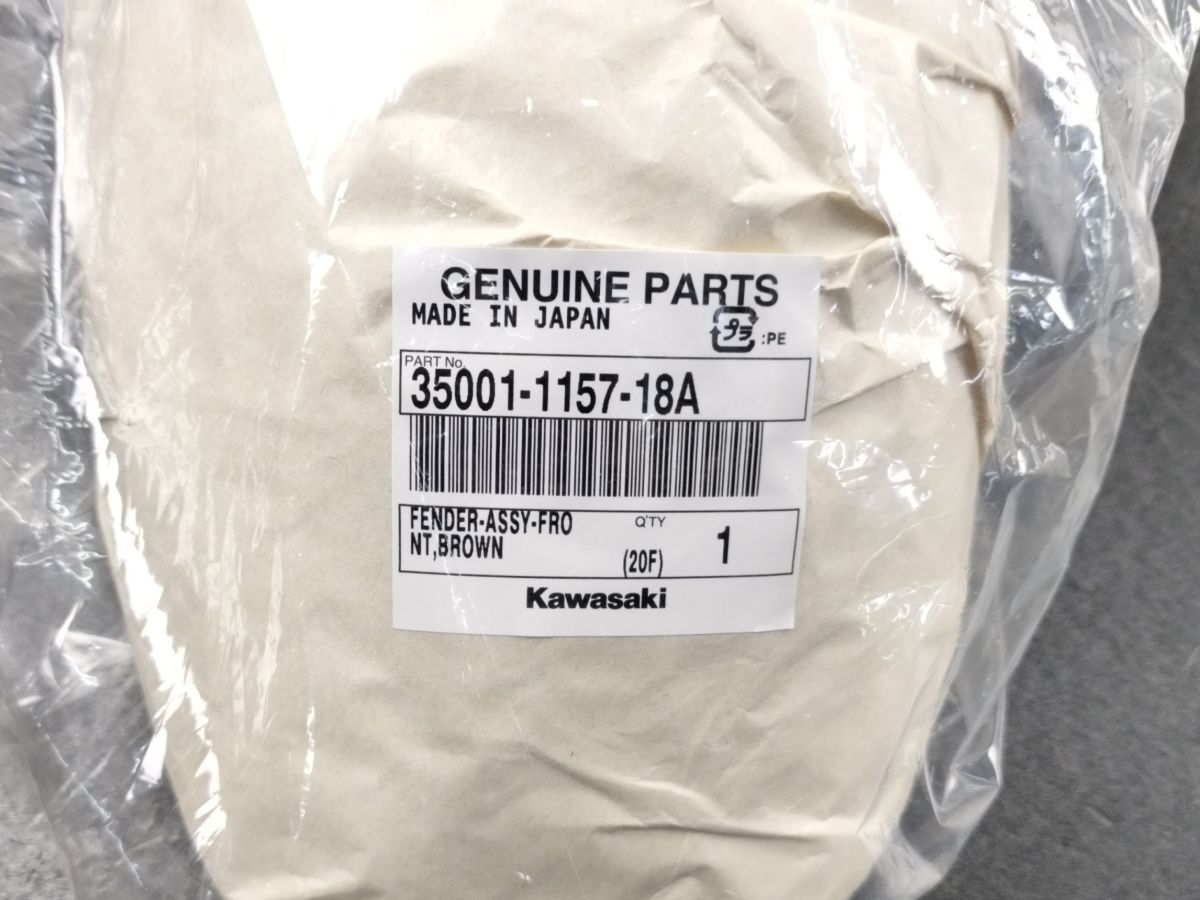 GENUINE PARTS
MADE IN JAPAN
プラ :PE
PART No.
35001-1157-18A
FENDER-ASSY-FRO
NT,BROWN
Q'TY
(20F)
1
Kawasaki